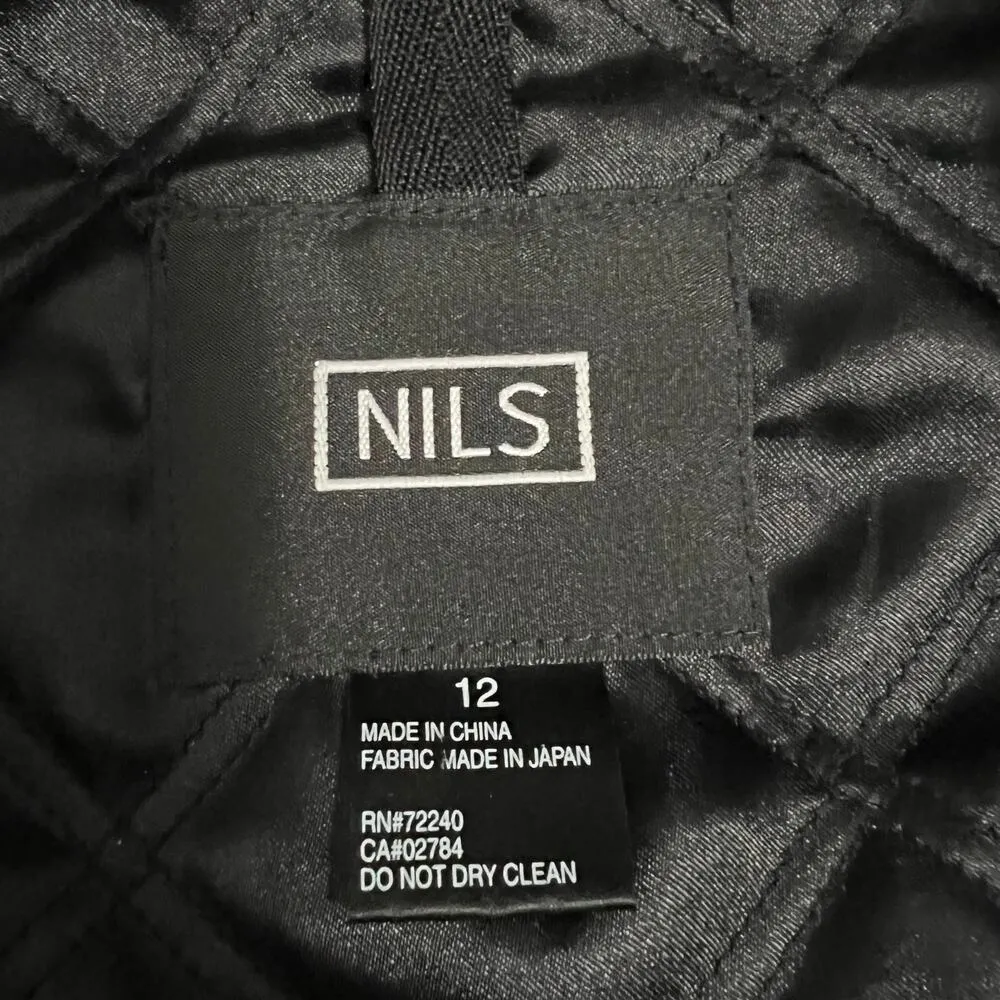 NILS
12
MADE IN CHINA
FABRIC MADE IN JAPAN
RN#72240
CA#02784
DO NOT DRY CLEAN